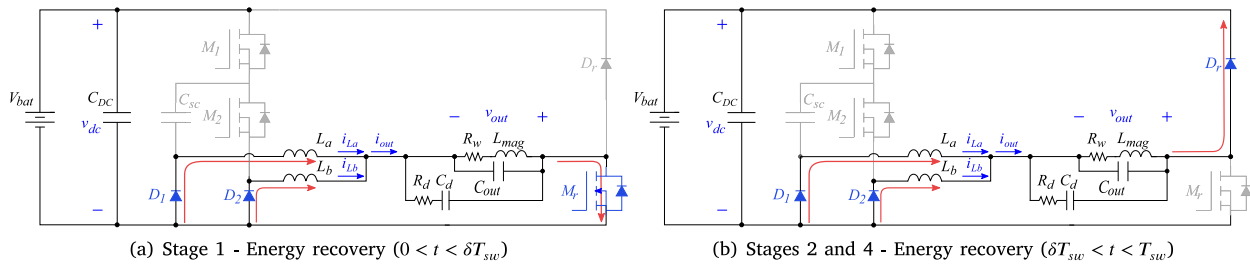 +
M_1
D_r
V_bat
C_DC
C_sc
v_dc
M_2
− v_out +
L_a i_La i_out
R_w L_mag
L_b i_Lb
C_out
R_d C_d
D_1 D_2
M_r
−
(a) Stage 1 - Energy recovery (0 < t < δT_sw)
+
M_1
D_r
V_bat
C_DC
C_sc
v_dc
M_2
− v_out +
L_a i_La i_out
R_w L_mag
L_b i_Lb
C_out
R_d C_d
D_1 D_2
M_r
−
(b) Stages 2 and 4 - Energy recovery (δT_sw < t < T_sw)